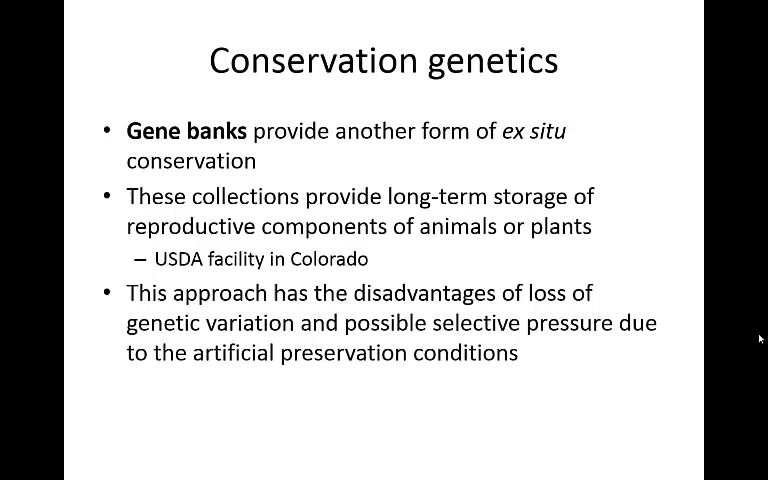 Conservation genetics
• Gene banks provide another form of ex situ
conservation
• These collections provide long-term storage of
reproductive components of animals or plants
– USDA facility in Colorado
• This approach has the disadvantages of loss of
genetic variation and possible selective pressure due
to the artificial preservation conditions